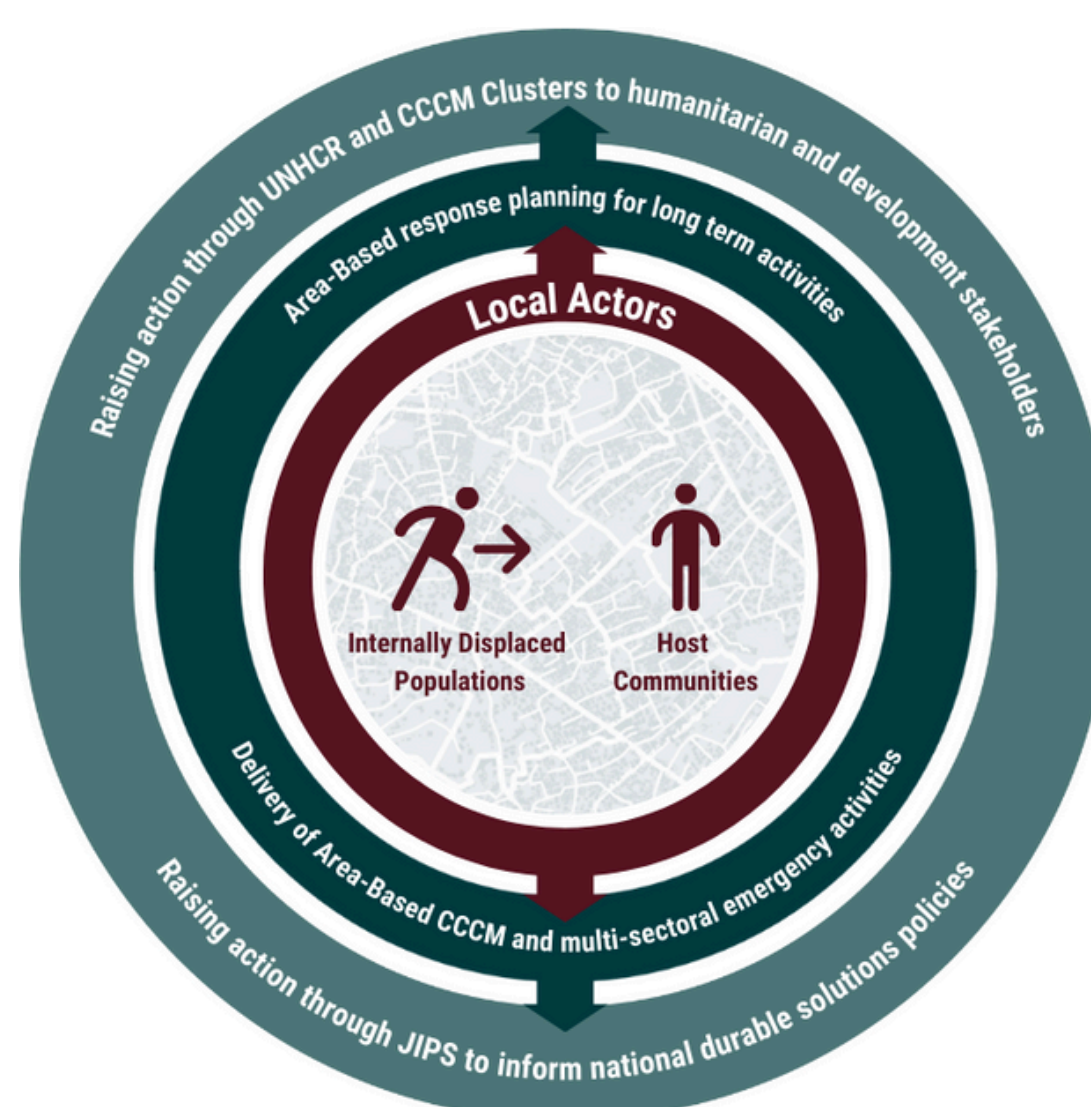 Raising action through UNHCR and CCCM Clusters to humanitarian and development stakeholders
Area-Based response planning for long term activities
Local Actors
Internally Displaced
Populations
Host
Communities
Delivery of Area-Based CCCM and multi-sectoral emergency activities
Raising action through JIPS to inform national durable solutions policies